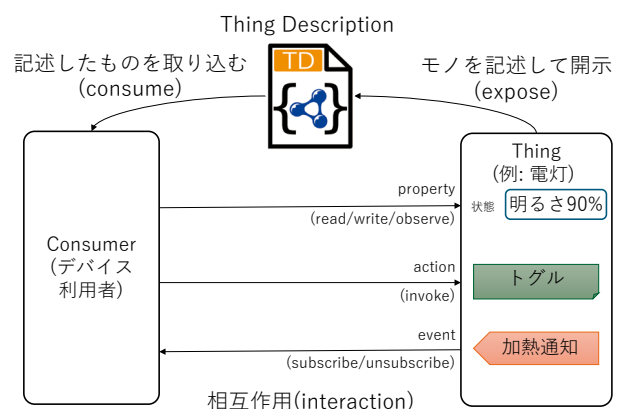 Thing Description
記述したものを取り込む
(consume)
TD
{ }
モノを記述して開示
(expose)
Consumer
(デバイス
利用者)
property
(read/write/observe)
action
(invoke)
event
(subscribe/unsubscribe)
Thing
(例: 電灯)
状態 明るさ90%
トグル
加熱通知
相互作用(interaction)